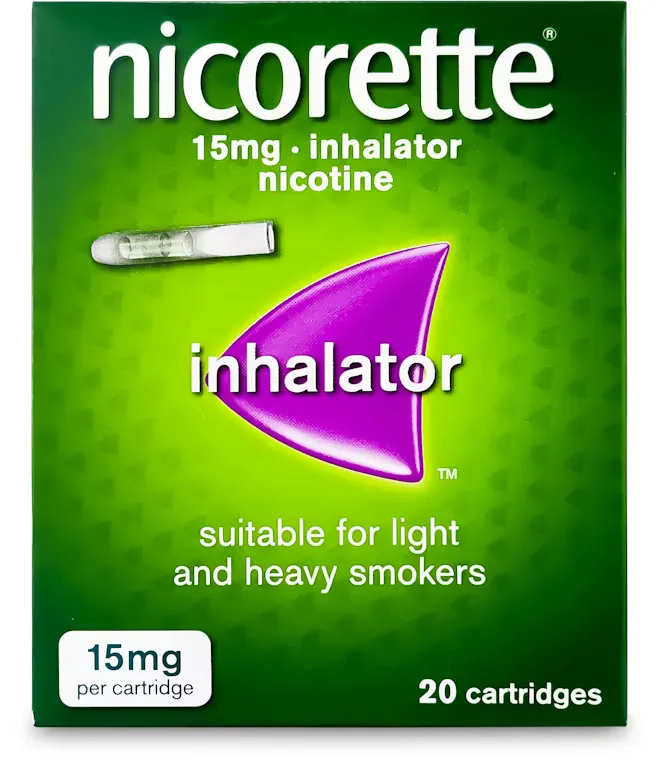 nicorette®
15mg · inhalator
nicotine
inhalator
TM
suitable for light
and heavy smokers
15mg
per cartridge
20 cartridges